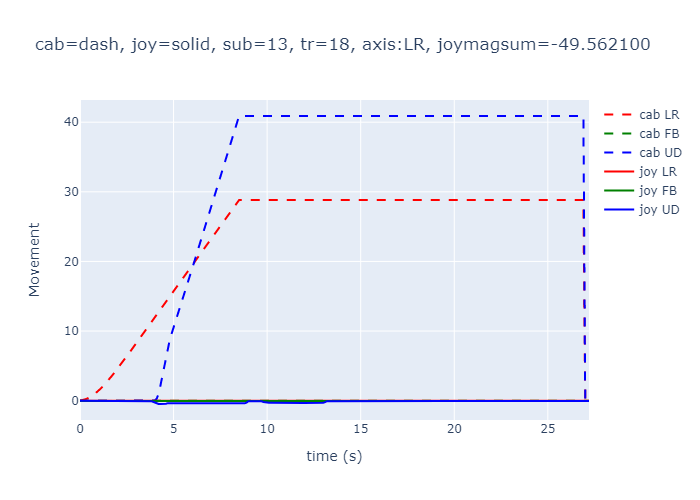 cab=dash, joy=solid, sub=13, tr=18, axis:LR, joymagsum=-49.562100
cab LR
cab FB
cab UD
joy LR
joy FB
joy UD
Movement
40
30
20
10
0
0 5 10 15 20 25
time (s)